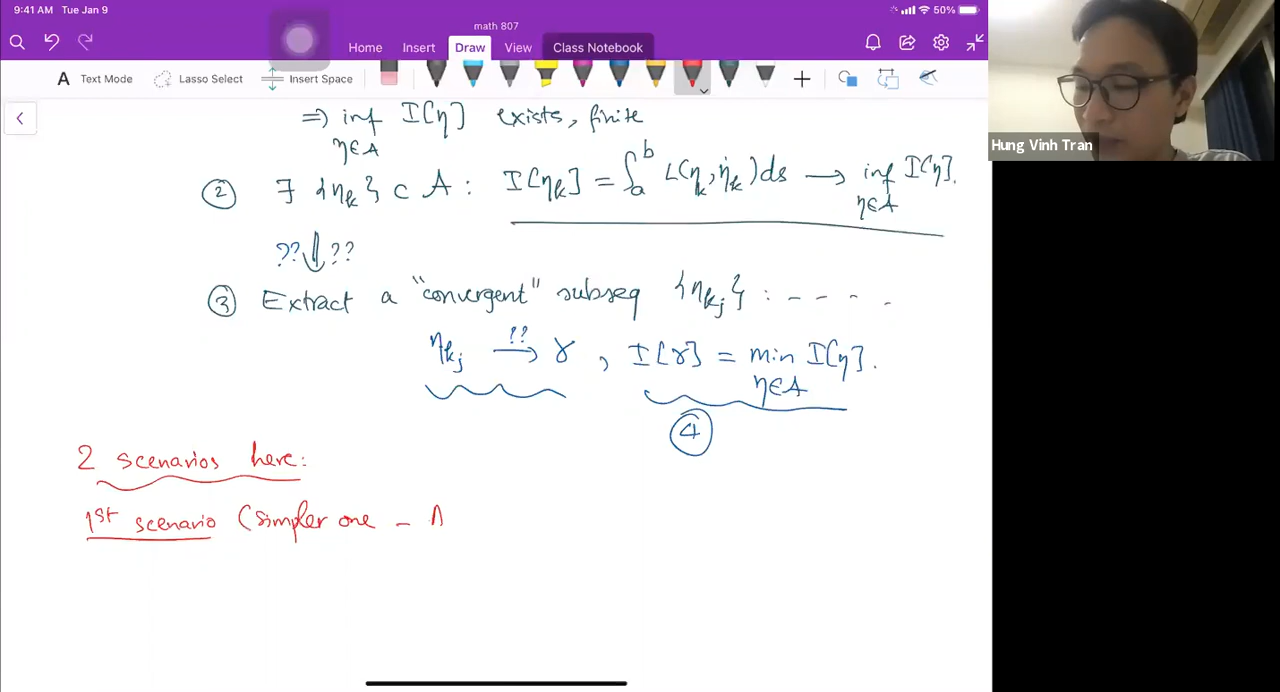 9:41 AM Tue Jan 9
50%
math 807
Home Insert Draw View Class Notebook
A Text Mode Lasso Select Insert Space
Hung Vinh Tran
⇒ inf I[η] exists, finite
η∈A
② ∃ {ηₖ} ⊂ A : I[ηₖ] = ∫ₐᵇ L(ηₖ, η̇ₖ) ds → inf I[η].
η∈A
?? ⇓ ??
③ Extract a "convergent" subseq {ηₖⱼ} : - - - - -
ηₖⱼ —??→ γ , I[γ] = min I[η].
η∈A
④
2 scenarios here:
1st scenario (simpler one –